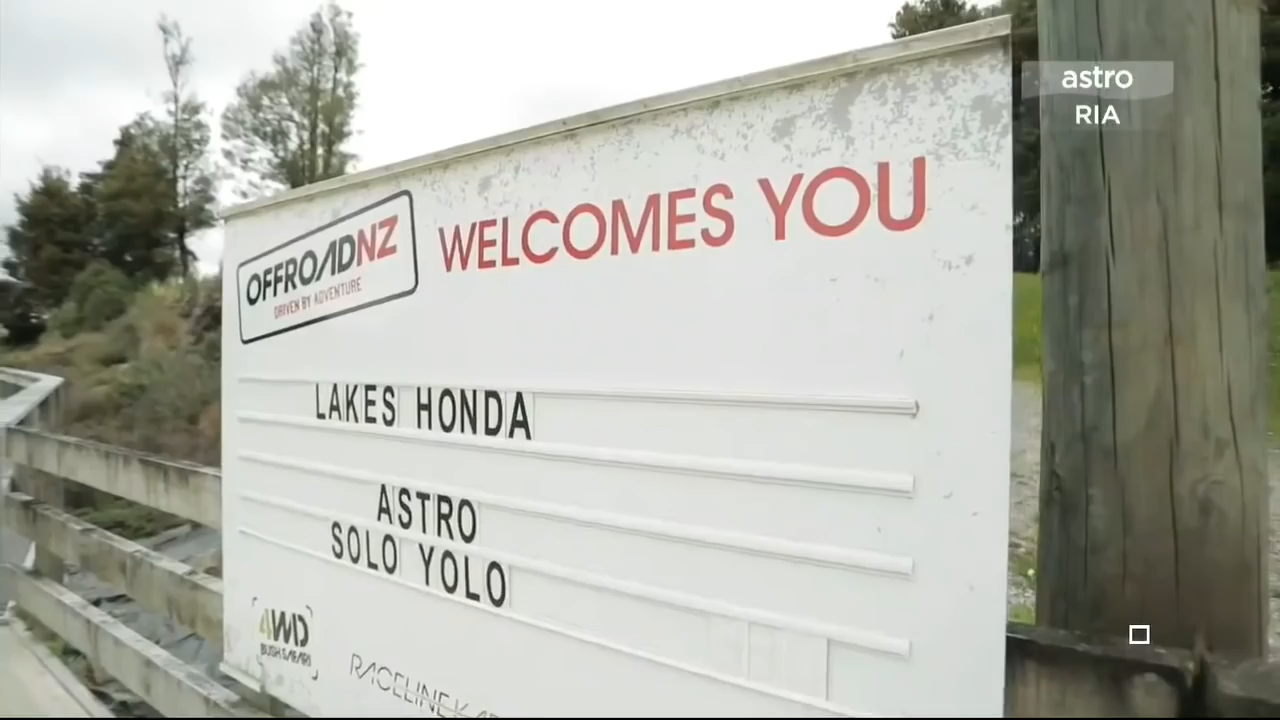 astro
RIA
OFFROADNZ
DRIVEN BY ADVENTURE
WELCOMES YOU
LAKES HONDA
ASTRO
SOLO YOLO
4WD
BUSH SAFARI
RACELINE